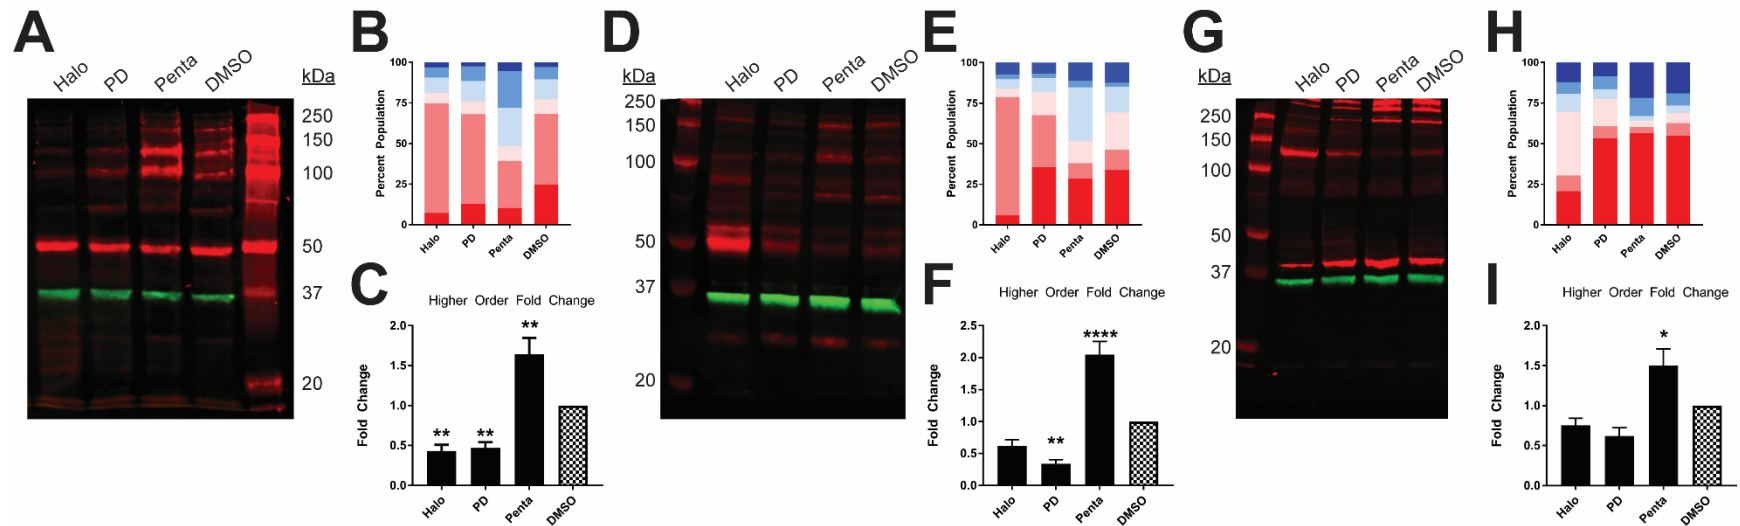 A
Halo
PD
Penta
DMSO
kDa
250
150
100
50
37
20
B
Percent Population
100
75
50
25
0
Halo
PD
Penta
DMSO
C
Higher Order Fold Change
Fold Change
2.0
1.5
1.0
0.5
0.0
**
**
**
Halo
PD
Penta
DMSO
D
kDa
Halo
PD
Penta
DMSO
250
150
100
50
37
20
E
Percent Population
100
75
50
25
0
Halo
PD
Penta
DMSO
F
Higher Order Fold Change
Fold Change
2.5
2.0
1.5
1.0
0.5
0.0
**
****
Halo
PD
Penta
DMSO
G
kDa
Halo
PD
Penta
DMSO
250
150
100
50
37
20
H
Percent Population
100
75
50
25
0
Halo
PD
Penta
DMSO
I
Higher Order Fold Change
Fold Change
2.0
1.5
1.0
0.5
0.0
*
Halo
PD
Penta
DMSO